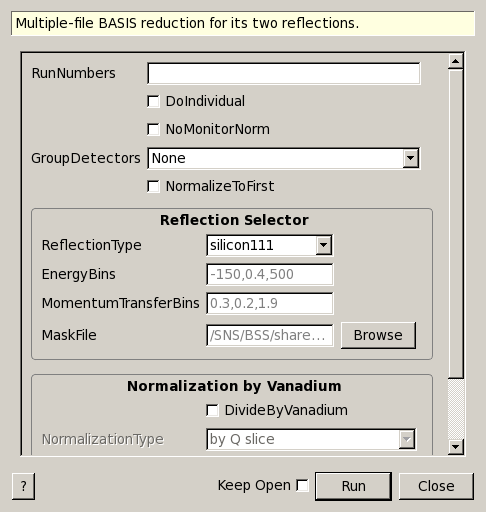 Multiple-file BASIS reduction for its two reflections.
RunNumbers
DoIndividual
NoMonitorNorm
GroupDetectors None
NormalizeToFirst
Reflection Selector
ReflectionType silicon111
EnergyBins -150,0.4,500
MomentumTransferBins 0.3,0.2,1.9
MaskFile /SNS/BSS/share... Browse
Normalization by Vanadium
DivideByVanadium
NormalizationType by Q slice
? Keep Open Run Close